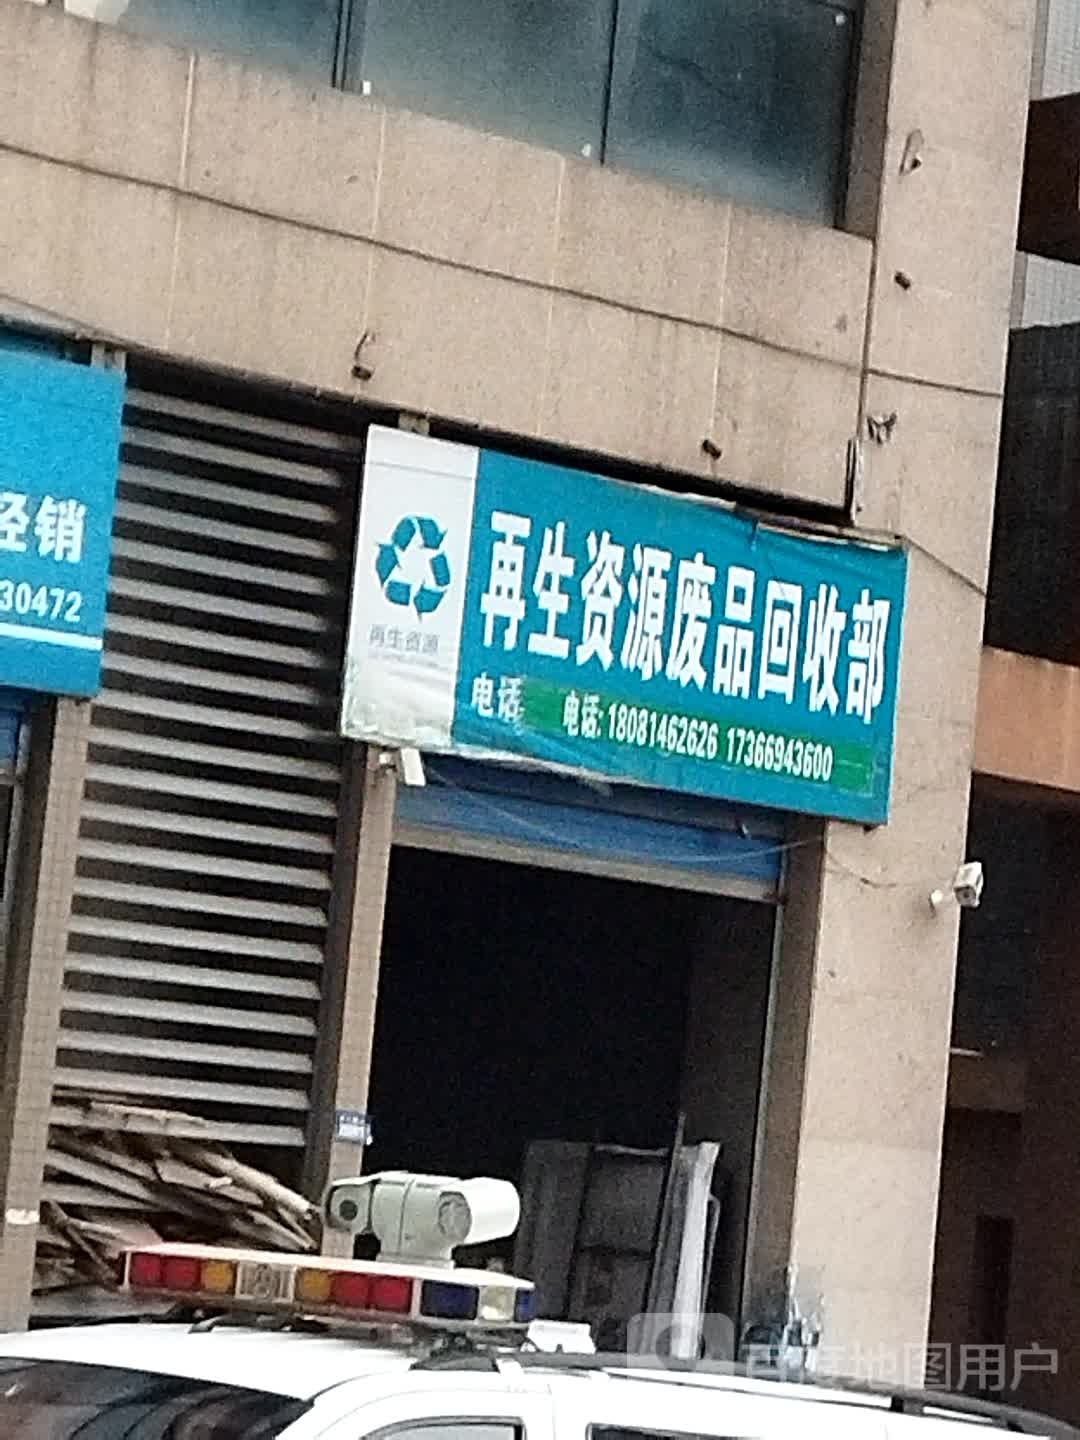 经销
30472
再生资源
再生资源废品回收部
电话
电话: 18081462626 17366943600
百度地图用户